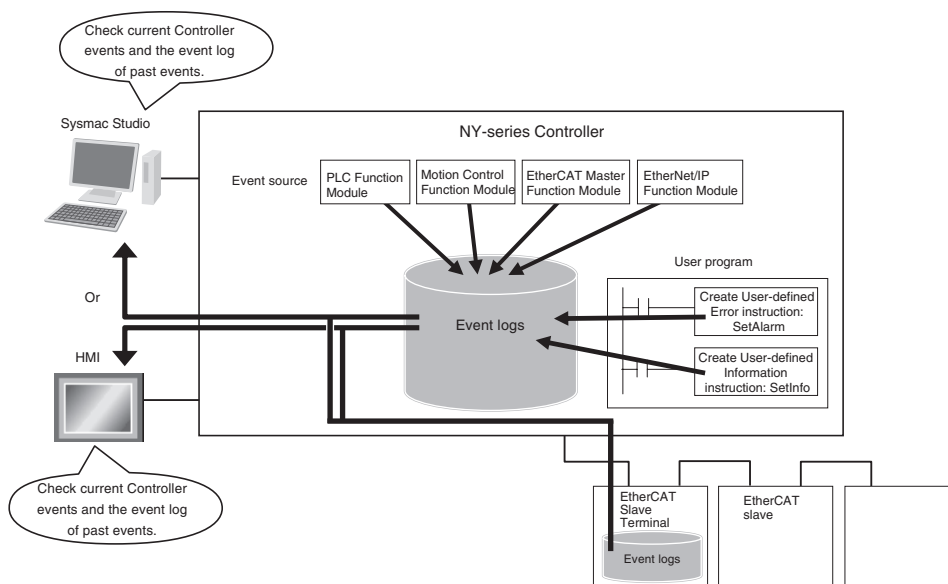 Check current Controller
events and the event log
of past events.
Sysmac Studio
NY-series Controller
Event source
PLC Function
Module
Motion Control
Function Module
EtherCAT Master
Function Module
EtherNet/IP
Function Module
User program
Or
Event logs
Create User-defined
Error instruction:
SetAlarm
Create User-defined
Information
instruction: SetInfo
HMI
Check current Controller
events and the event log
of past events.
EtherCAT
Slave
Terminal
Event logs
EtherCAT
slave